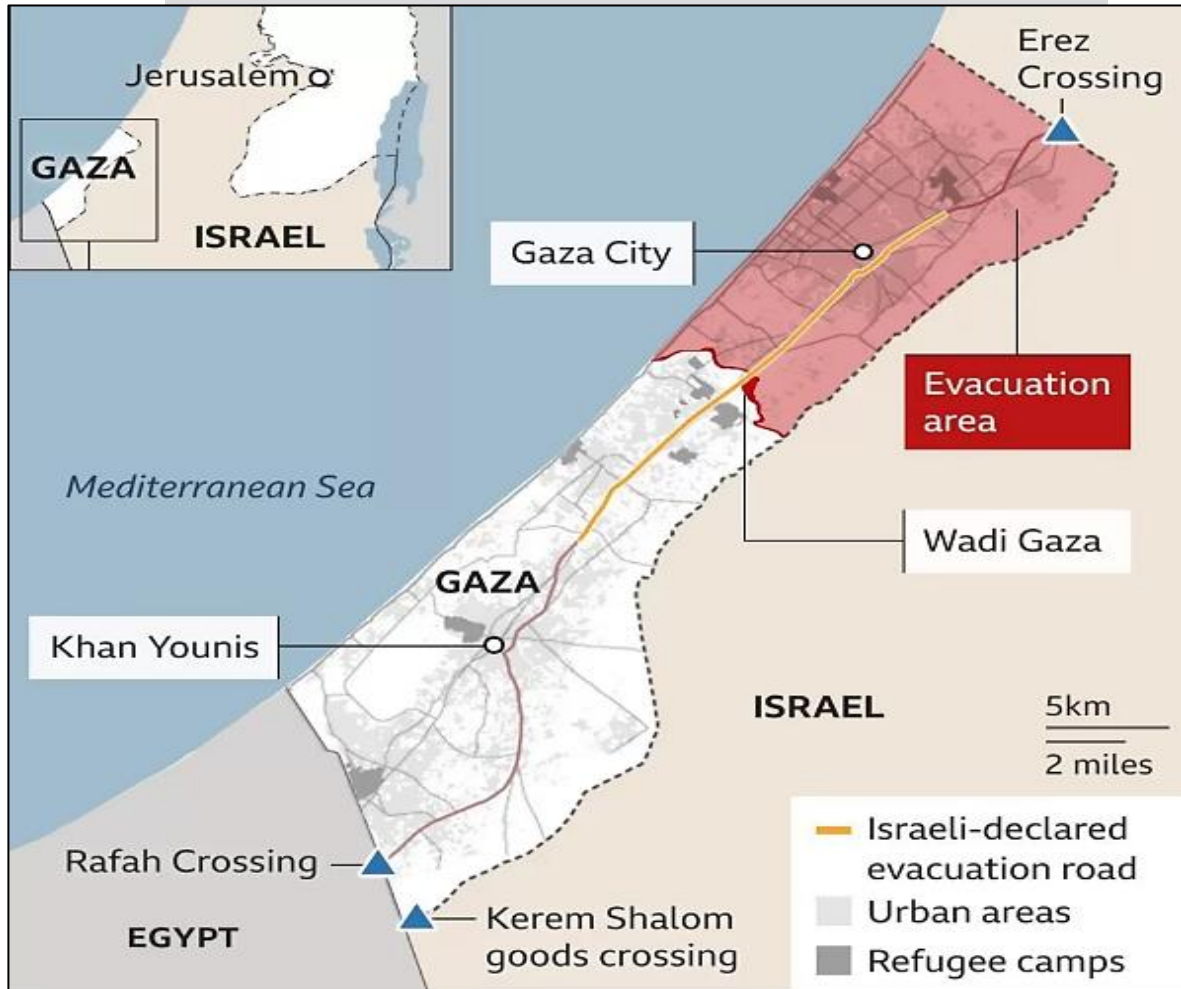 Jerusalem
GAZA
ISRAEL
Erez
Crossing
Gaza City
Evacuation
area
Mediterranean Sea
Wadi Gaza
GAZA
Khan Younis
ISRAEL
5km
2 miles
Rafah Crossing
EGYPT
Kerem Shalom
goods crossing
Israeli-declared
evacuation road
Urban areas
Refugee camps